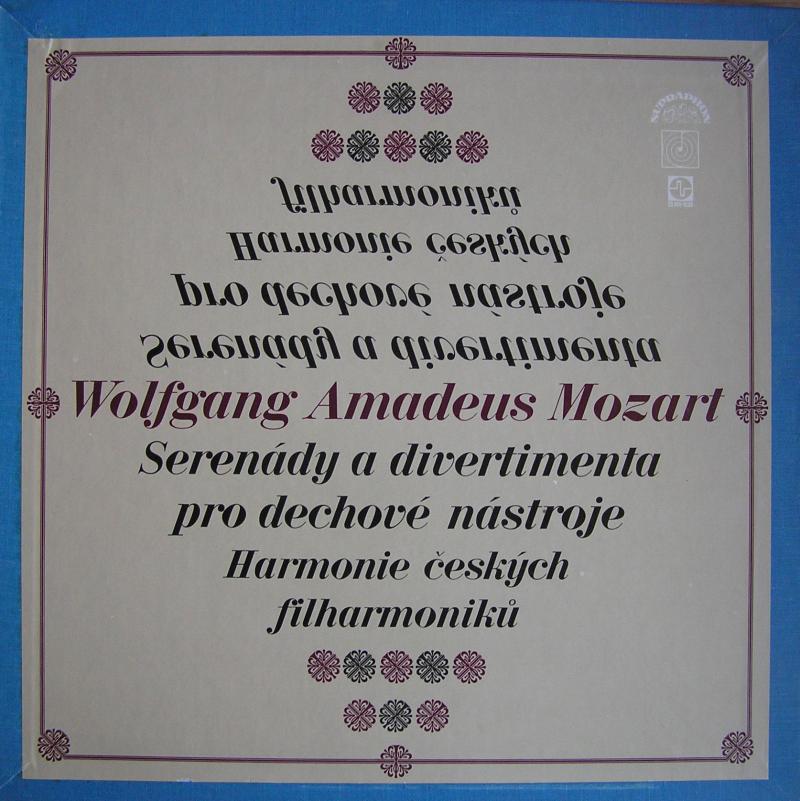 SUPRAPHON
filharmoniků
Harmonie českých
pro dechové nástroje
Serenády a divertimenta
Wolfgang Amadeus Mozart
Serenády a divertimenta
pro dechové nástroje
Harmonie českých
filharmoniků